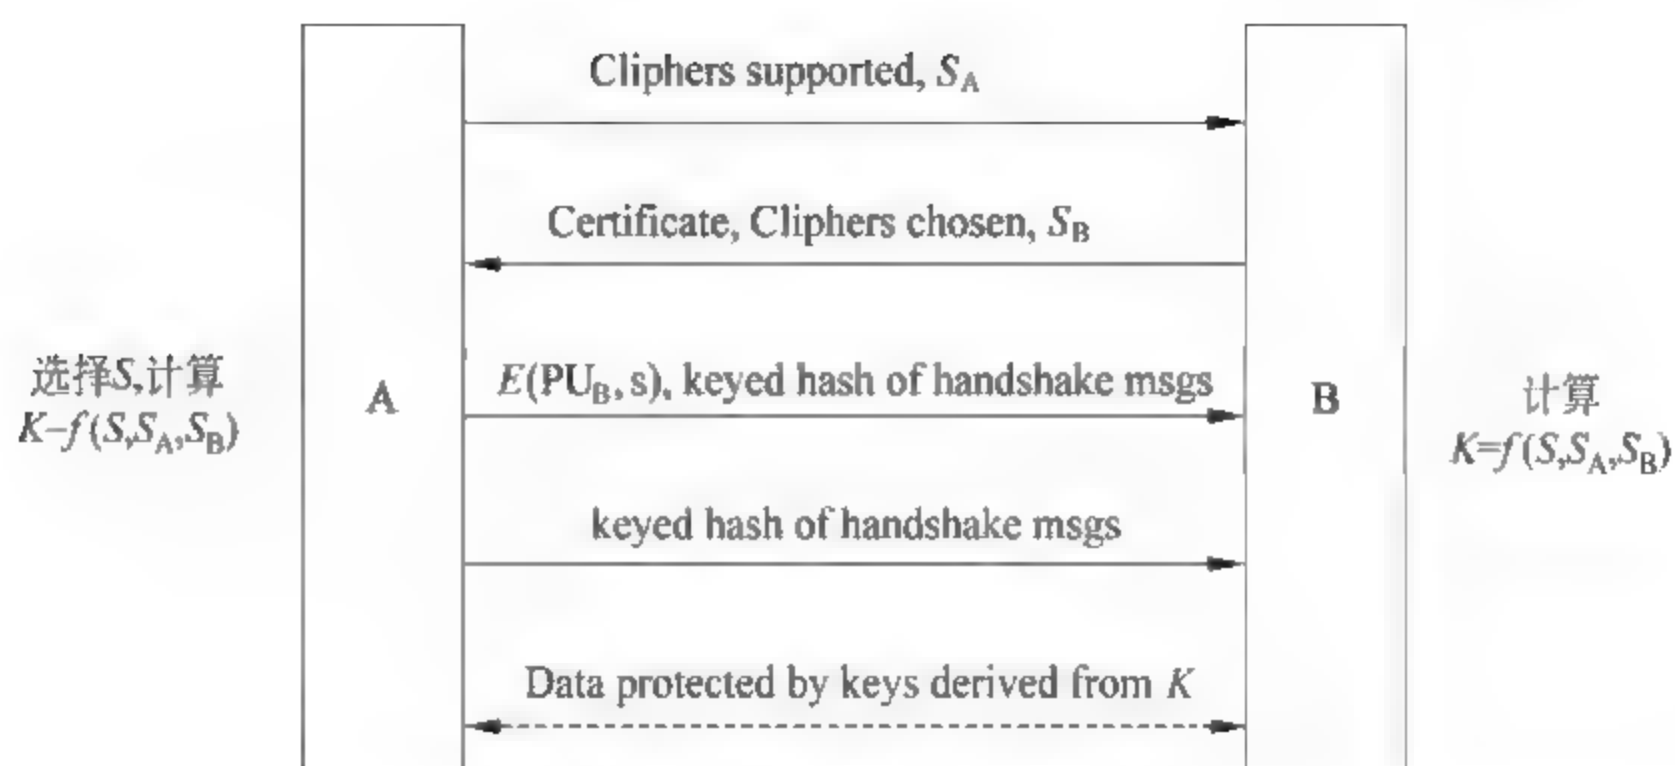 Cliphers supported, SA
Certificate, Cliphers chosen, SB
选择S,计算
K-f(S,SA,SB)
A
E(PUB, s), keyed hash of handshake msgs
B
计算
K=f(S,SA,SB)
keyed hash of handshake msgs
Data protected by keys derived from K